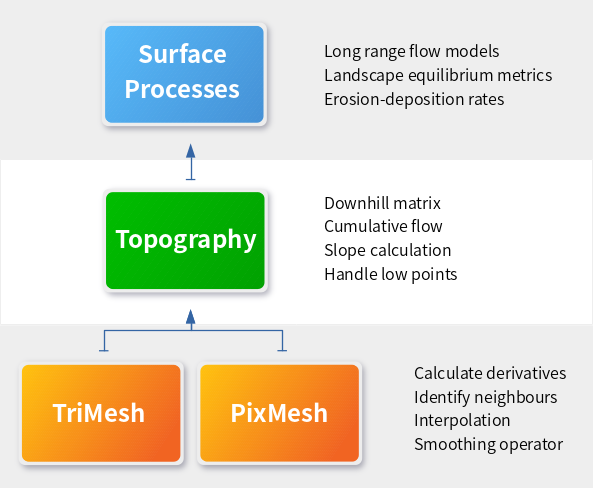 Surface
Processes
Long range flow models
Landscape equilibrium metrics
Erosion-deposition rates
Topography
Downhill matrix
Cumulative flow
Slope calculation
Handle low points
TriMesh
PixMesh
Calculate derivatives
Identify neighbours
Interpolation
Smoothing operator